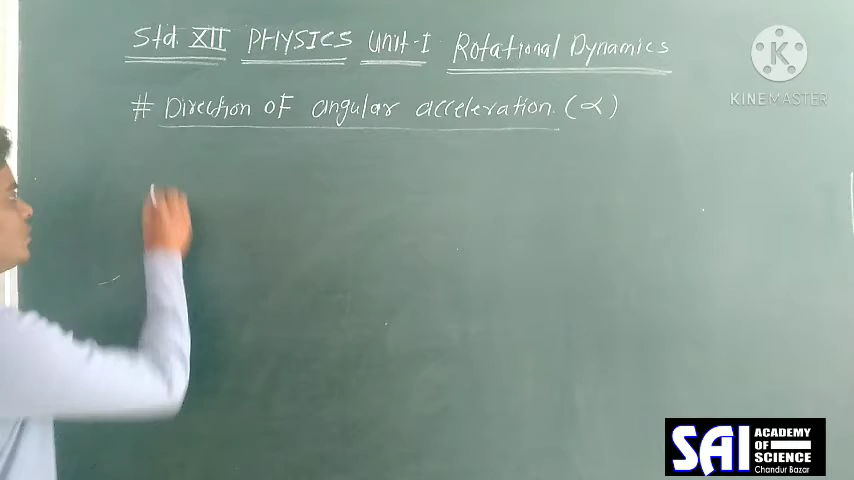 Std. XII PHYSICS Unit-I Rotational Dynamics
# Direction OF angular acceleration. (α)
KINEMASTER
SAI ACADEMY OF SCIENCE
Chandur Bazar